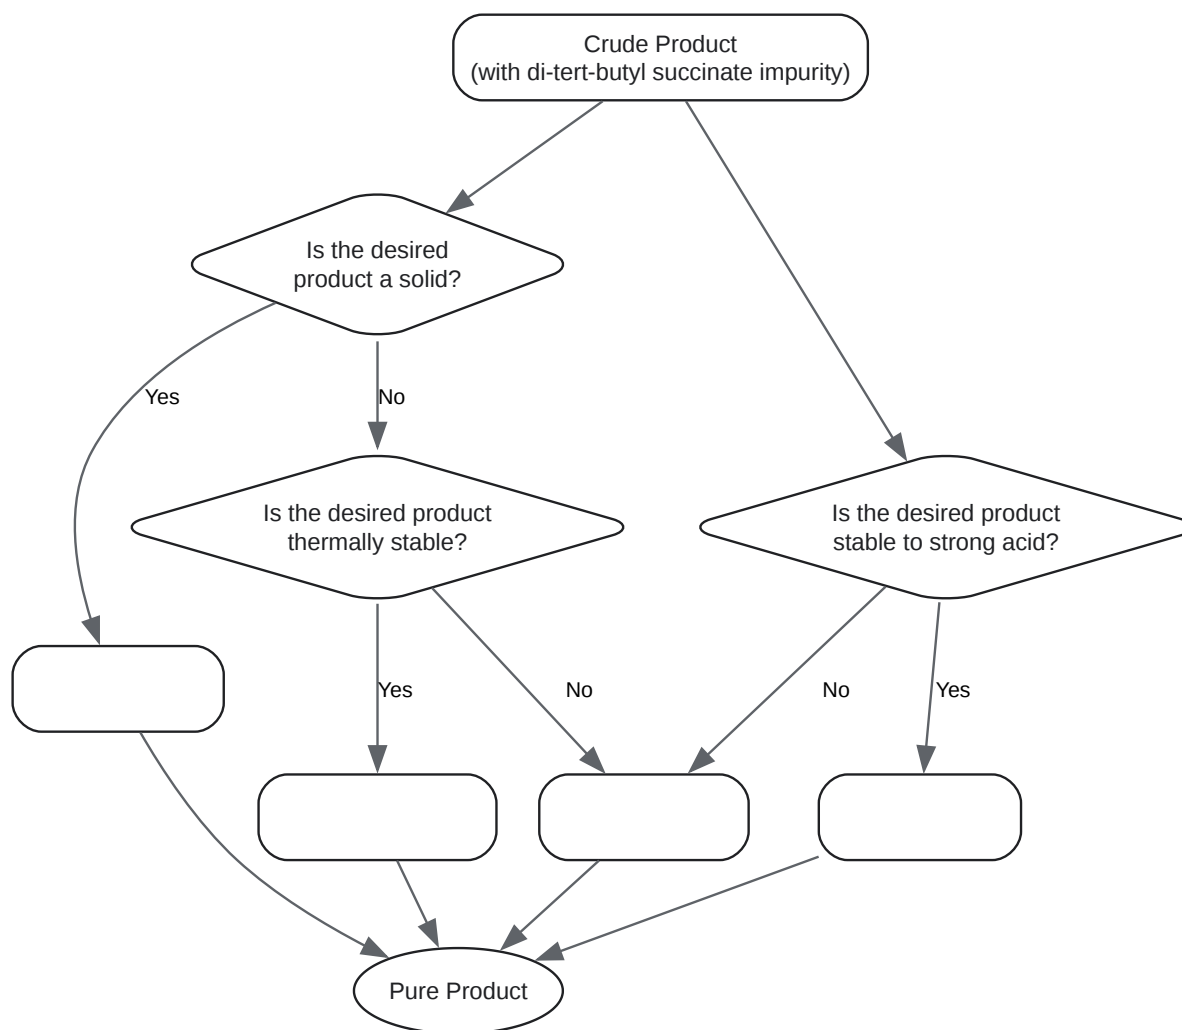 Crude Product
(with di-tert-butyl succinate impurity)
Is the desired
product a solid?
Yes
No
Is the desired product
thermally stable?
Is the desired product
stable to strong acid?
Yes
No
No
Yes
Pure Product